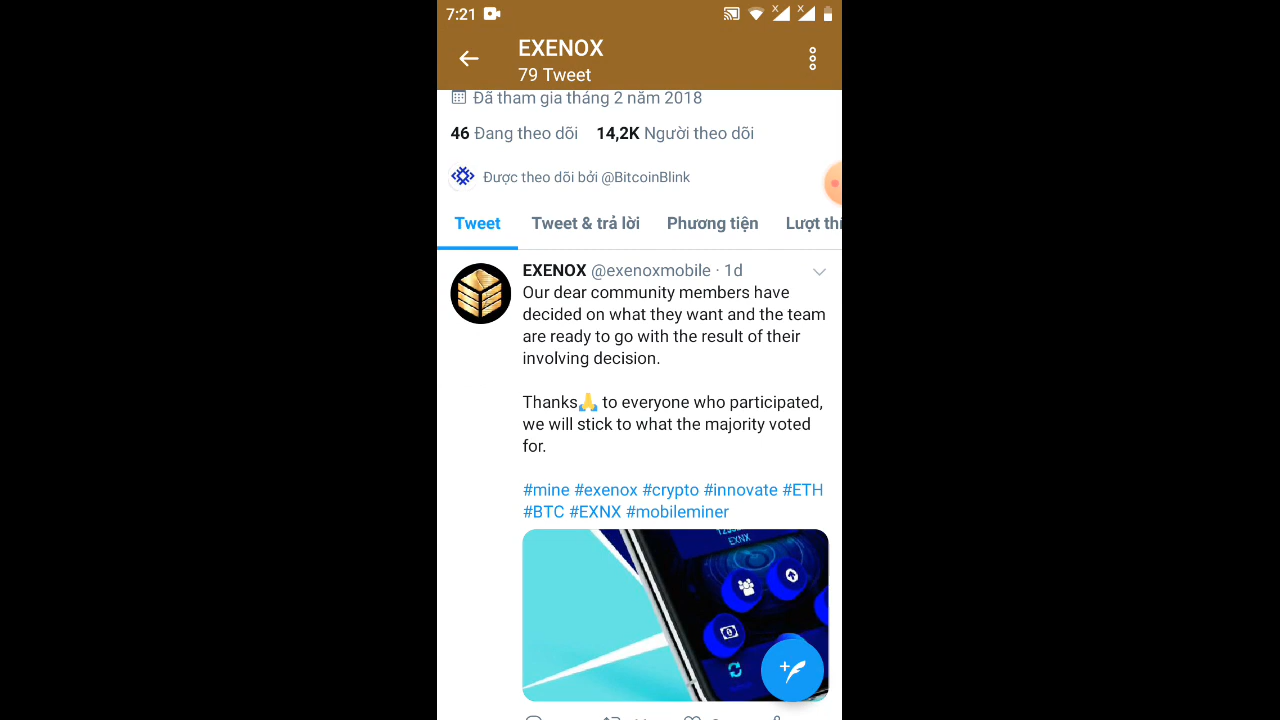 7:21
EXENOX
79 Tweet
Đã tham gia tháng 2 năm 2018
46 Đang theo dõi 14,2K Người theo dõi
Được theo dõi bởi @BitcoinBlink
Tweet Tweet & trả lời Phương tiện Lượt
EXENOX @exenoxmobile · 1d
Our dear community members have
decided on what they want and the team
are ready to go with the result of their
involving decision.
Thanks🙏 to everyone who participated,
we will stick to what the majority voted
for.
#mine #exenox #crypto #innovate #ETH
#BTC #EXNX #mobileminer
EXNX